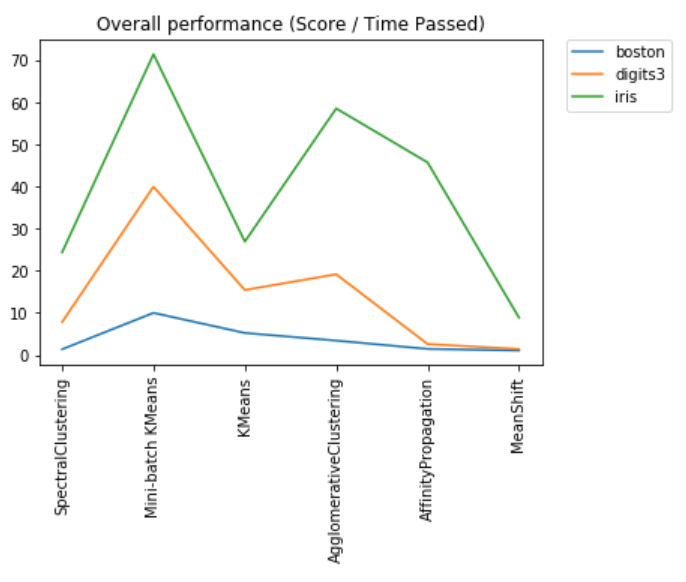 Overall performance (Score / Time Passed)
70
60
50
40
30
20
10
0
boston
digits3
iris
SpectralClustering
Mini-batch KMeans
KMeans
AgglomerativeClustering
AffinityPropagation
MeanShift